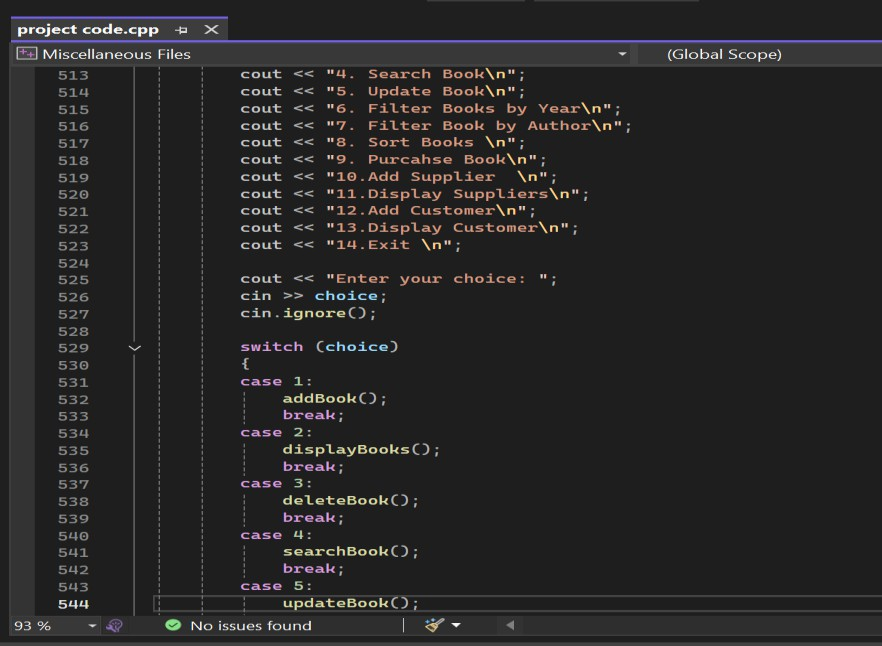 project code.cpp
Miscellaneous Files (Global Scope)
513 cout << "4. Search Book\n";
514 cout << "5. Update Book\n";
515 cout << "6. Filter Books by Year\n";
516 cout << "7. Filter Book by Author\n";
517 cout << "8. Sort Books \n";
518 cout << "9. Purcahse Book\n";
519 cout << "10.Add Supplier  \n";
520 cout << "11.Display Suppliers\n";
521 cout << "12.Add Customer\n";
522 cout << "13.Display Customer\n";
523 cout << "14.Exit \n";
524
525 cout << "Enter your choice: ";
526 cin >> choice;
527 cin.ignore();
528
529 switch (choice)
530 {
531 case 1:
532 addBook();
533 break;
534 case 2:
535 displayBooks();
536 break;
537 case 3:
538 deleteBook();
539 break;
540 case 4:
541 searchBook();
542 break;
543 case 5:
544 updateBook();
93 % No issues found